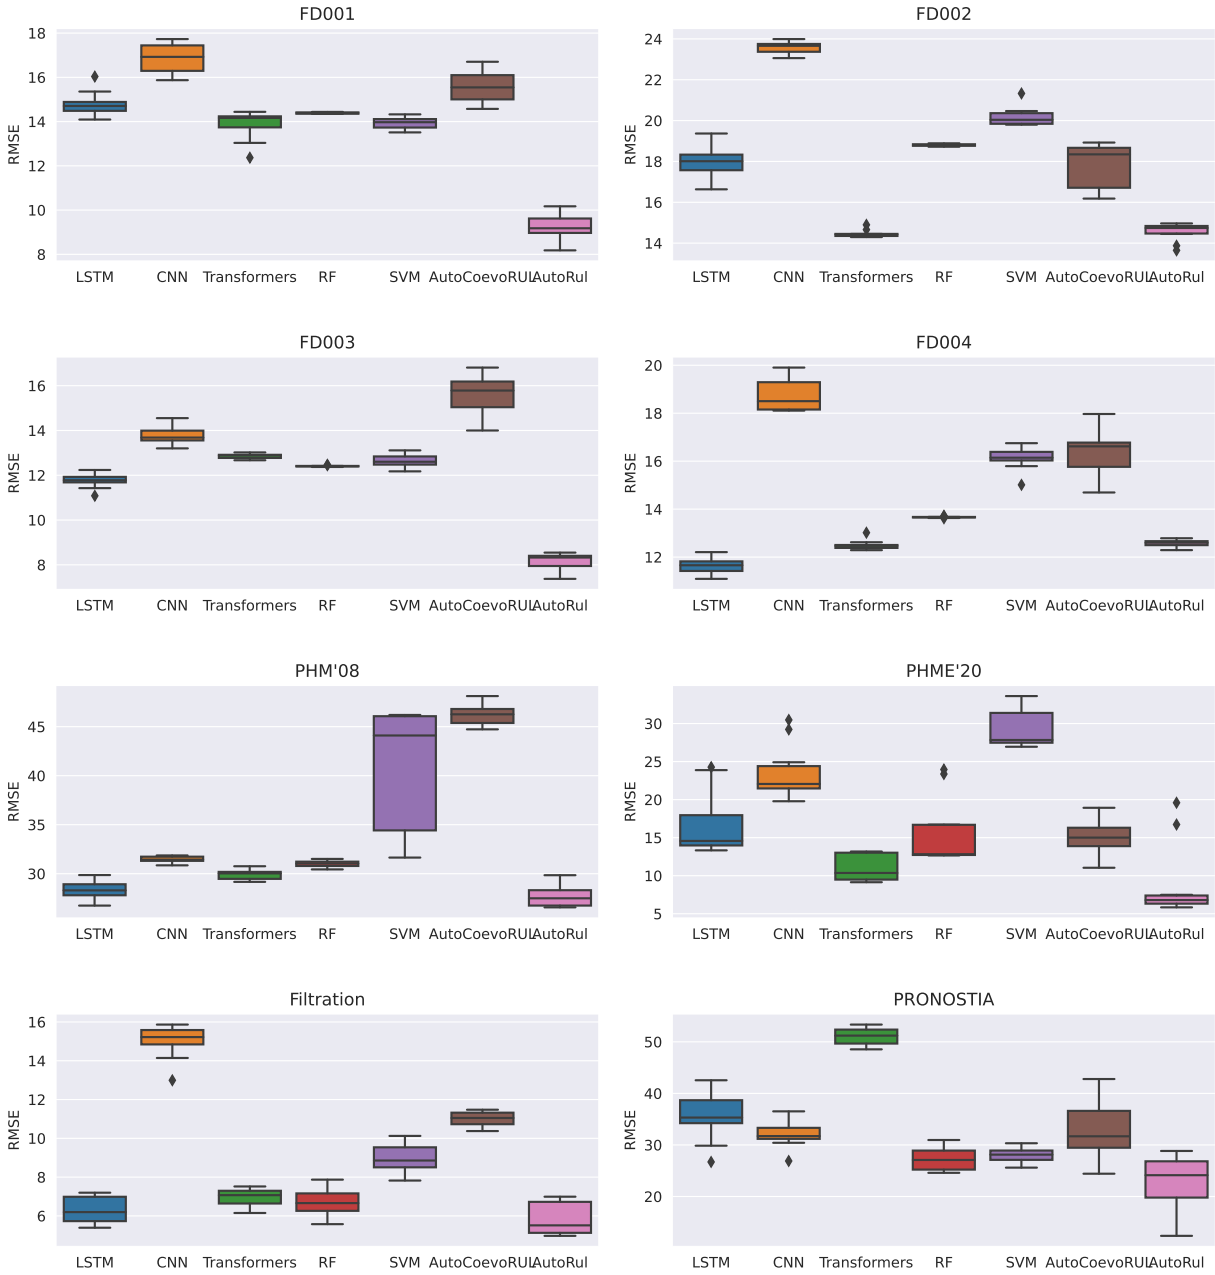 FD001
RMSE
18
16
14
12
10
8
LSTM CNN Transformers RF SVM AutoCoevoRUL AutoRul
FD002
RMSE
24
22
20
18
16
14
LSTM CNN Transformers RF SVM AutoCoevoRUL AutoRul
FD003
RMSE
16
14
12
10
8
LSTM CNN Transformers RF SVM AutoCoevoRUL AutoRul
FD004
RMSE
20
18
16
14
12
LSTM CNN Transformers RF SVM AutoCoevoRUL AutoRul
PHM'08
RMSE
45
40
35
30
LSTM CNN Transformers RF SVM AutoCoevoRUL AutoRul
PHME'20
RMSE
30
25
20
15
10
5
LSTM CNN Transformers RF SVM AutoCoevoRUL AutoRul
Filtration
RMSE
16
14
12
10
8
6
LSTM CNN Transformers RF SVM AutoCoevoRUL AutoRul
PRONOSTIA
RMSE
50
40
30
20
LSTM CNN Transformers RF SVM AutoCoevoRUL AutoRul